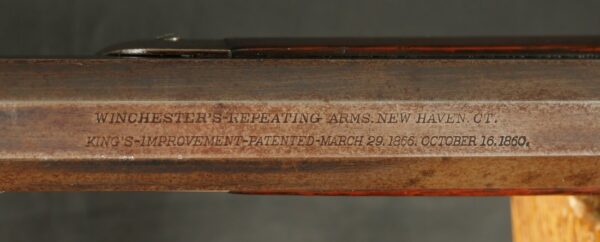 WINCHESTER'S-REPEATING ARMS. NEW HAVEN. CT.
KING'S-IMPROVEMENT-PATENTED-MARCH 29. 1866. OCTOBER 16. 1860.